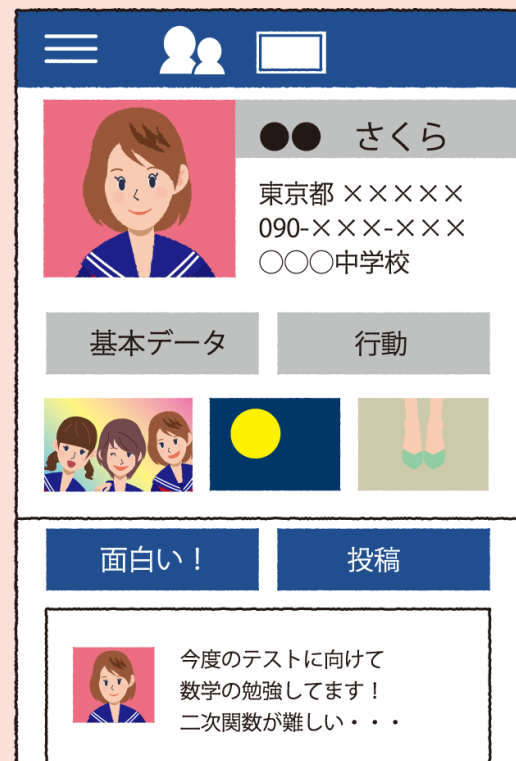 ●● さくら
東京都 ×××××
090-×××-×××
○○○中学校
基本データ
行動
面白い！
投稿
今度のテストに向けて
数学の勉強してます！
二次関数が難しい・・・